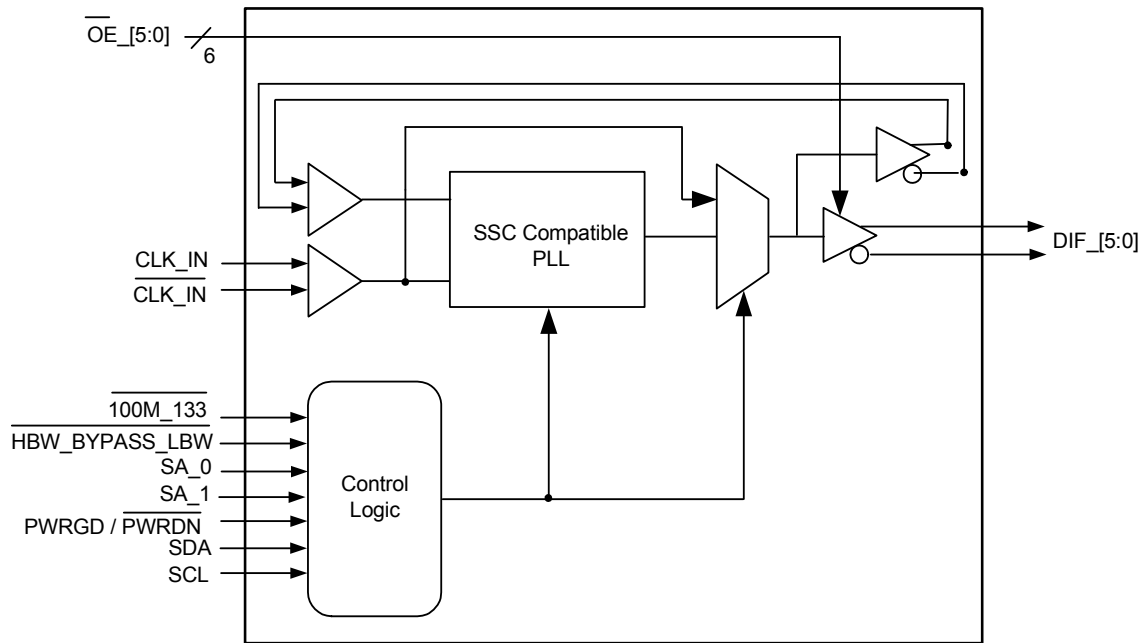 OE_[5:0]
6
SSC Compatible
PLL
CLK_IN
CLK_IN
DIF_[5:0]
100M_133
HBW_BYPASS_LBW
SA_0
SA_1
PWRGD / PWRDN
SDA
SCL
Control
Logic